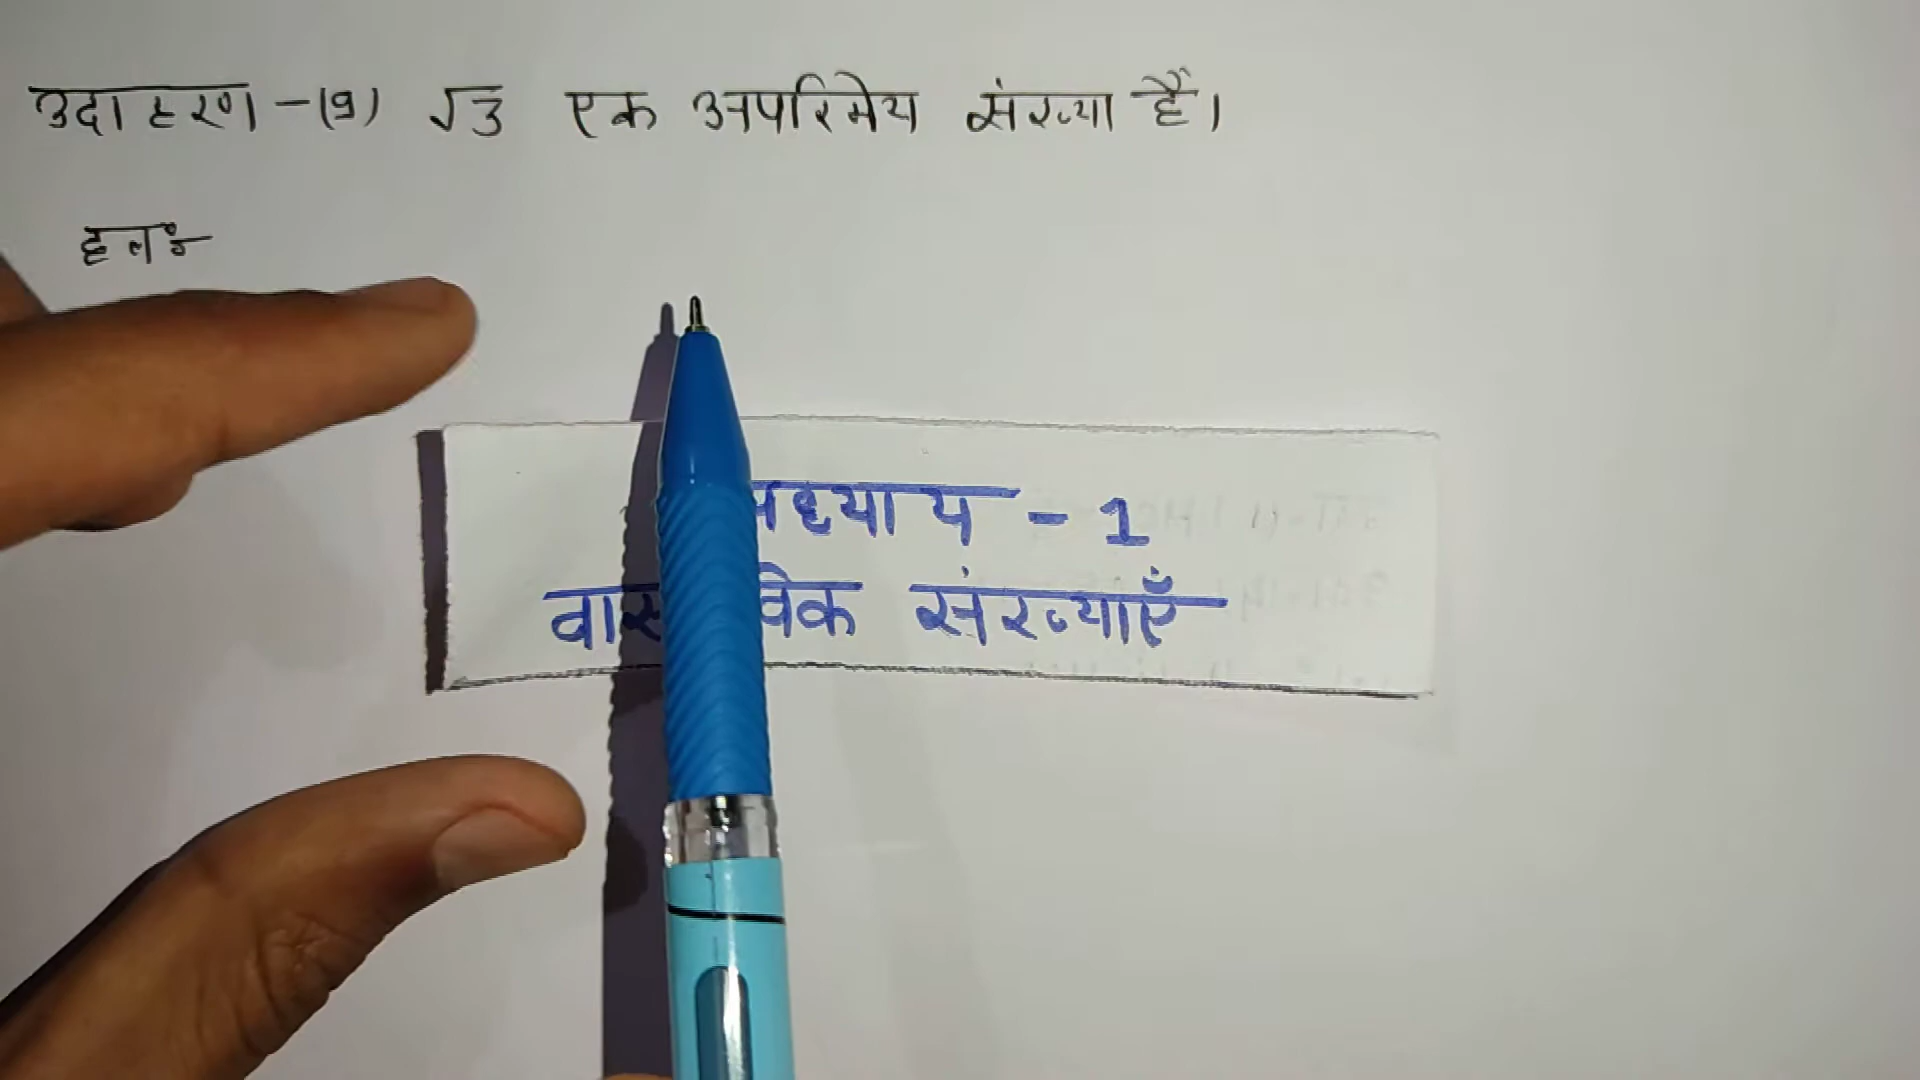 उदाहरण-(9) √3 एक अपरिमेय संख्या है।
हल:-
अध्याय - 1
वास्तविक संख्याएँ